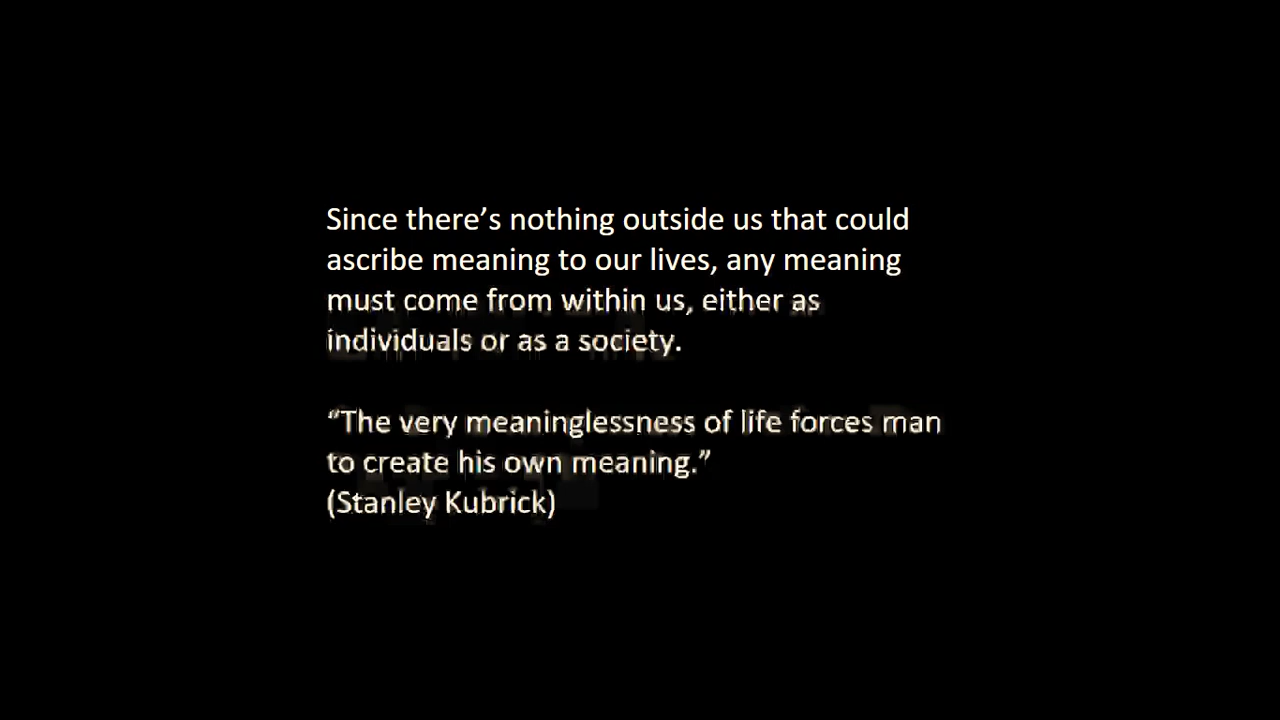 Since there’s nothing outside us that could
ascribe meaning to our lives, any meaning
must come from within us, either as
individuals or as a society.
“The very meaninglessness of life forces man
to create his own meaning.”
(Stanley Kubrick)